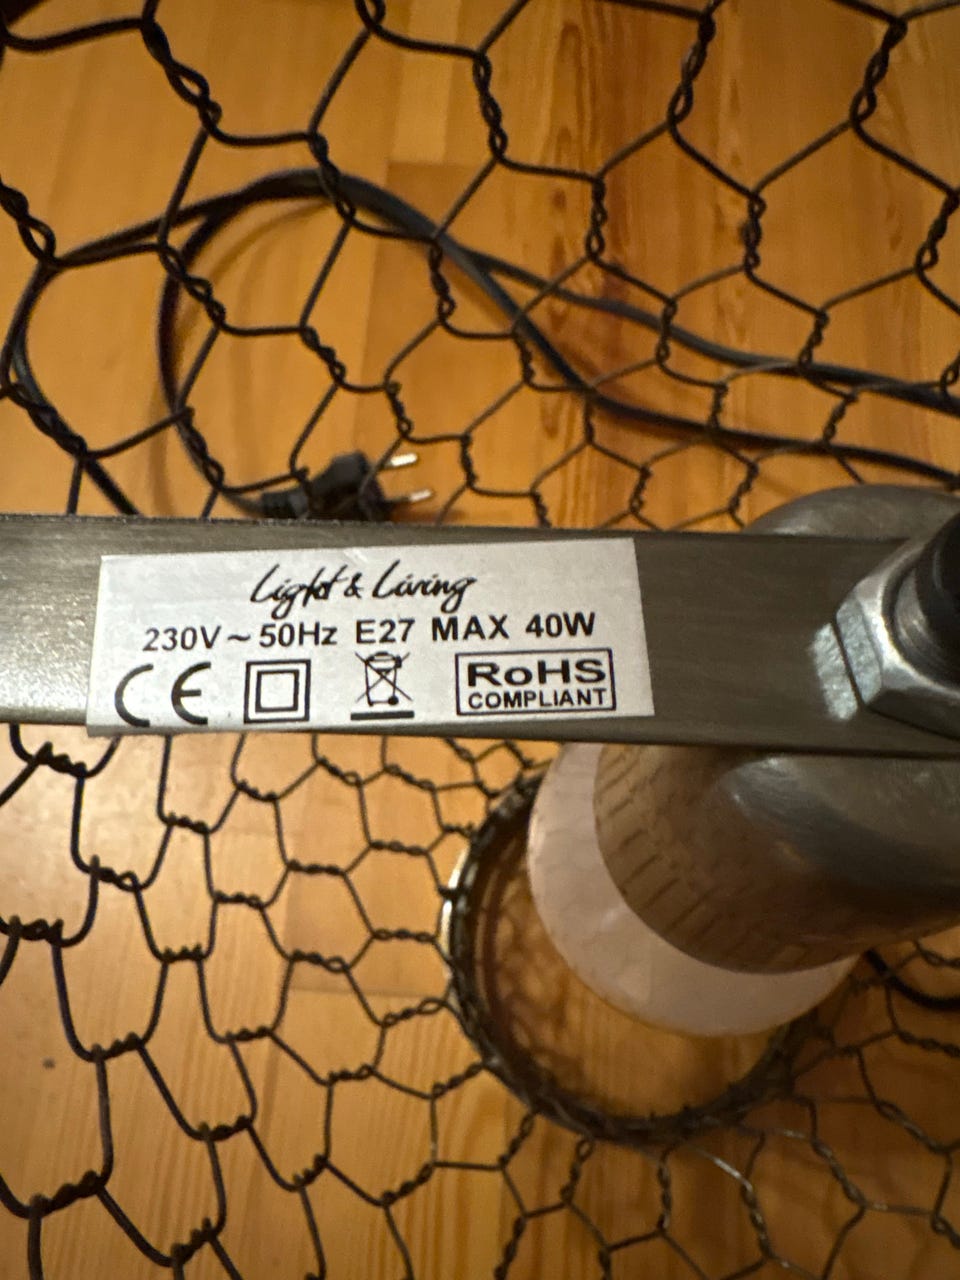 Light & Living
230V~50Hz E27 MAX 40W
CE
RoHS
COMPLIANT